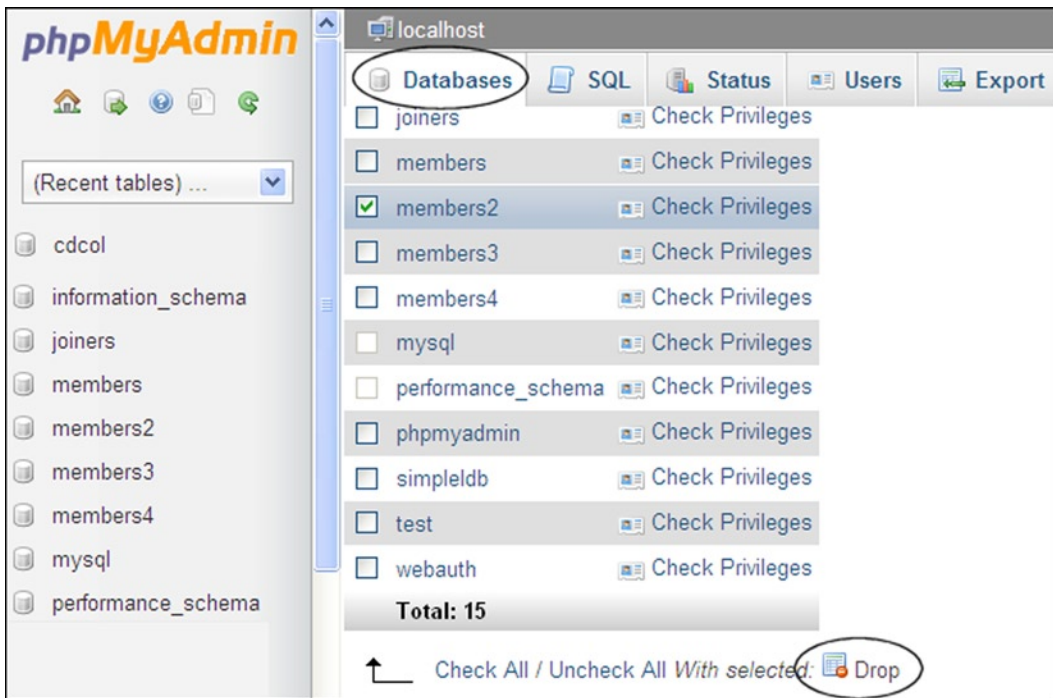 phpMyAdmin
(Recent tables) ...
cdcol
information_schema
joiners
members
members2
members3
members4
mysql
performance_schema
localhost
Databases SQL Status Users Export
joiners Check Privileges
members Check Privileges
members2 Check Privileges
members3 Check Privileges
members4 Check Privileges
mysql Check Privileges
performance_schema Check Privileges
phpmyadmin Check Privileges
simpleldb Check Privileges
test Check Privileges
webauth Check Privileges
Total: 15
Check All / Uncheck All With selected: Drop